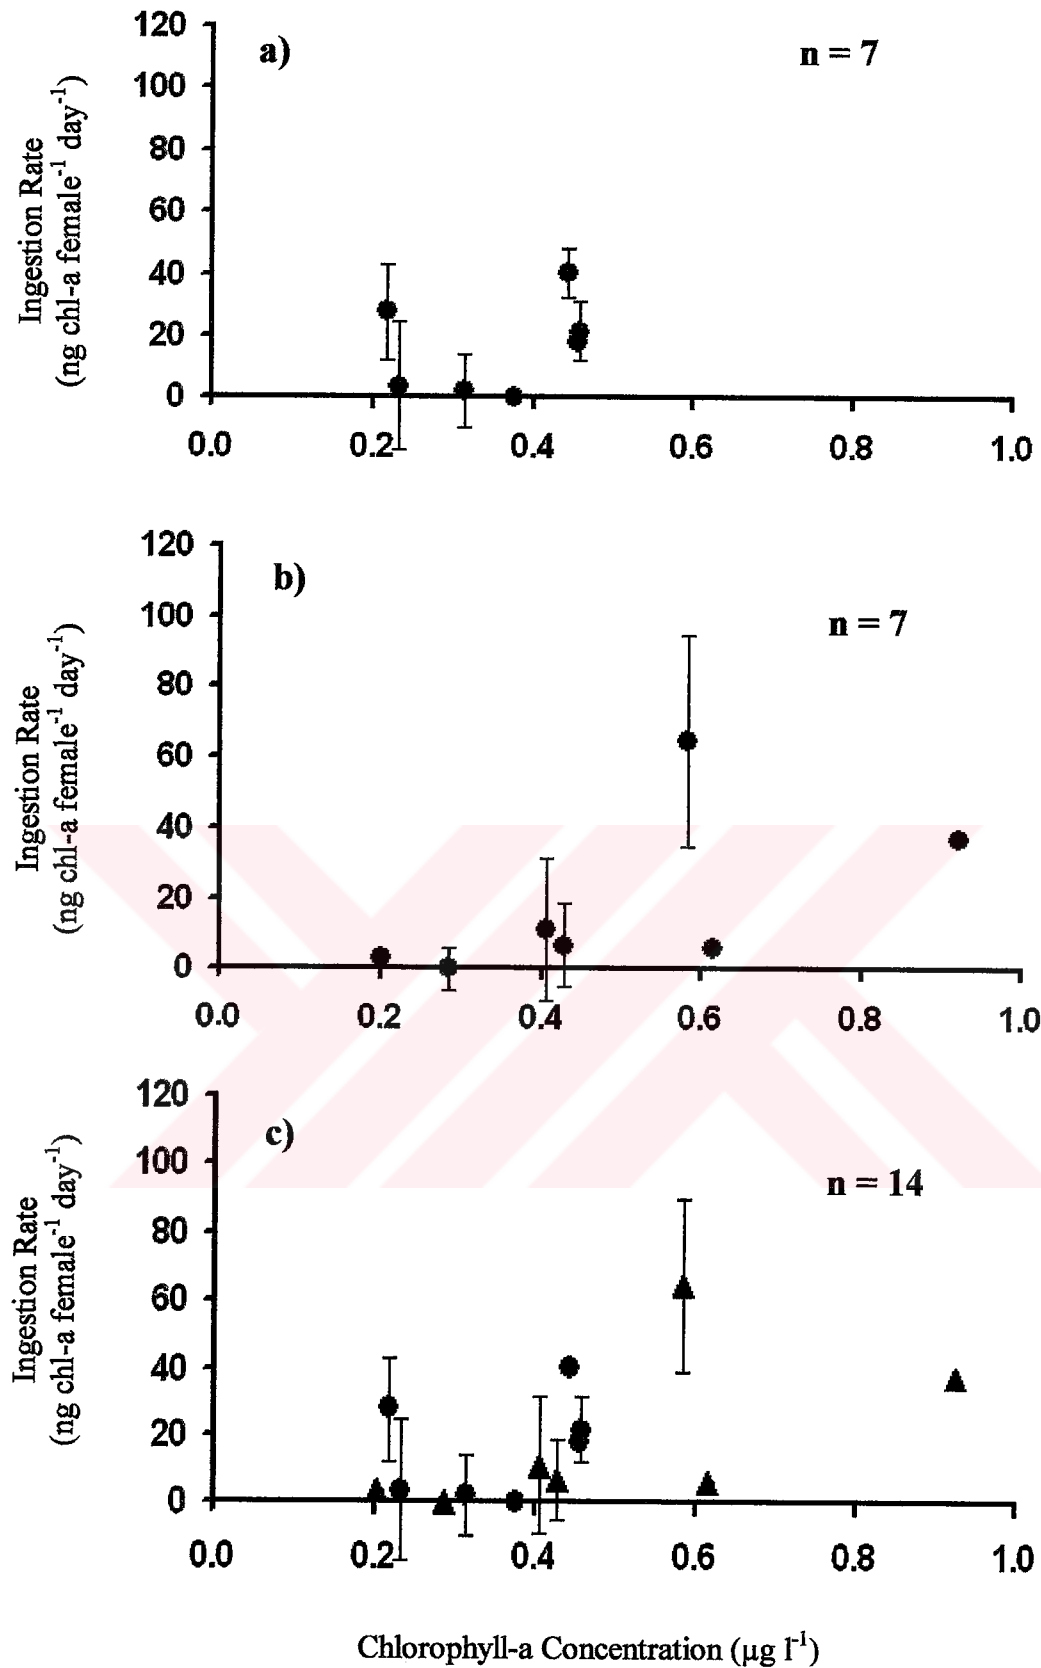 120
a)
n = 7
100
80
60
40
20
0
0.0 0.2 0.4 0.6 0.8 1.0
Ingestion Rate
(ng chl-a female⁻¹ day⁻¹)
120
b)
n = 7
100
80
60
40
20
0
0.0 0.2 0.4 0.6 0.8 1.0
Ingestion Rate
(ng chl-a female⁻¹ day⁻¹)
120
c)
n = 14
100
80
60
40
20
0
0.0 0.2 0.4 0.6 0.8 1.0
Ingestion Rate
(ng chl-a female⁻¹ day⁻¹)
Chlorophyll-a Concentration (µg l⁻¹)